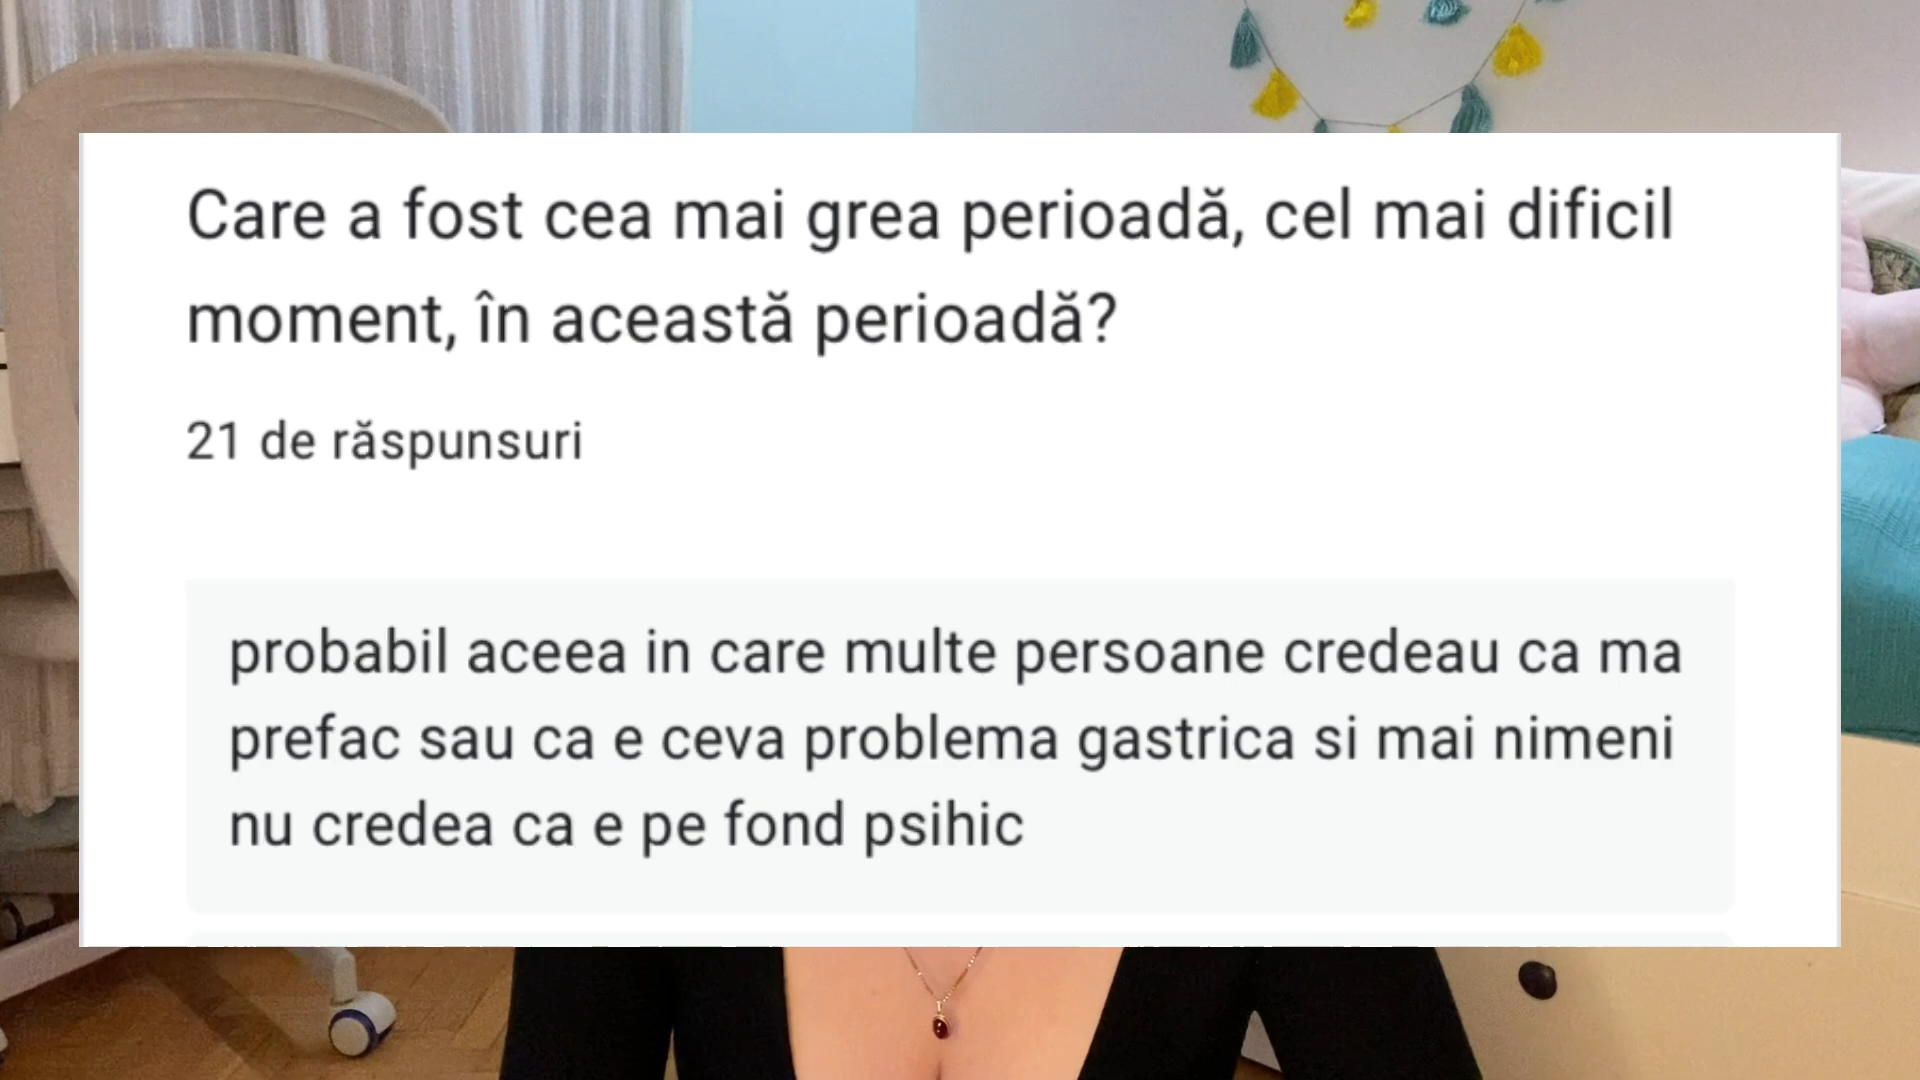 Care a fost cea mai grea perioadă, cel mai dificil
moment, în această perioadă?
21 de răspunsuri
probabil aceea in care multe persoane credeau ca ma
prefac sau ca e ceva problema gastrica si mai nimeni
nu credea ca e pe fond psihic